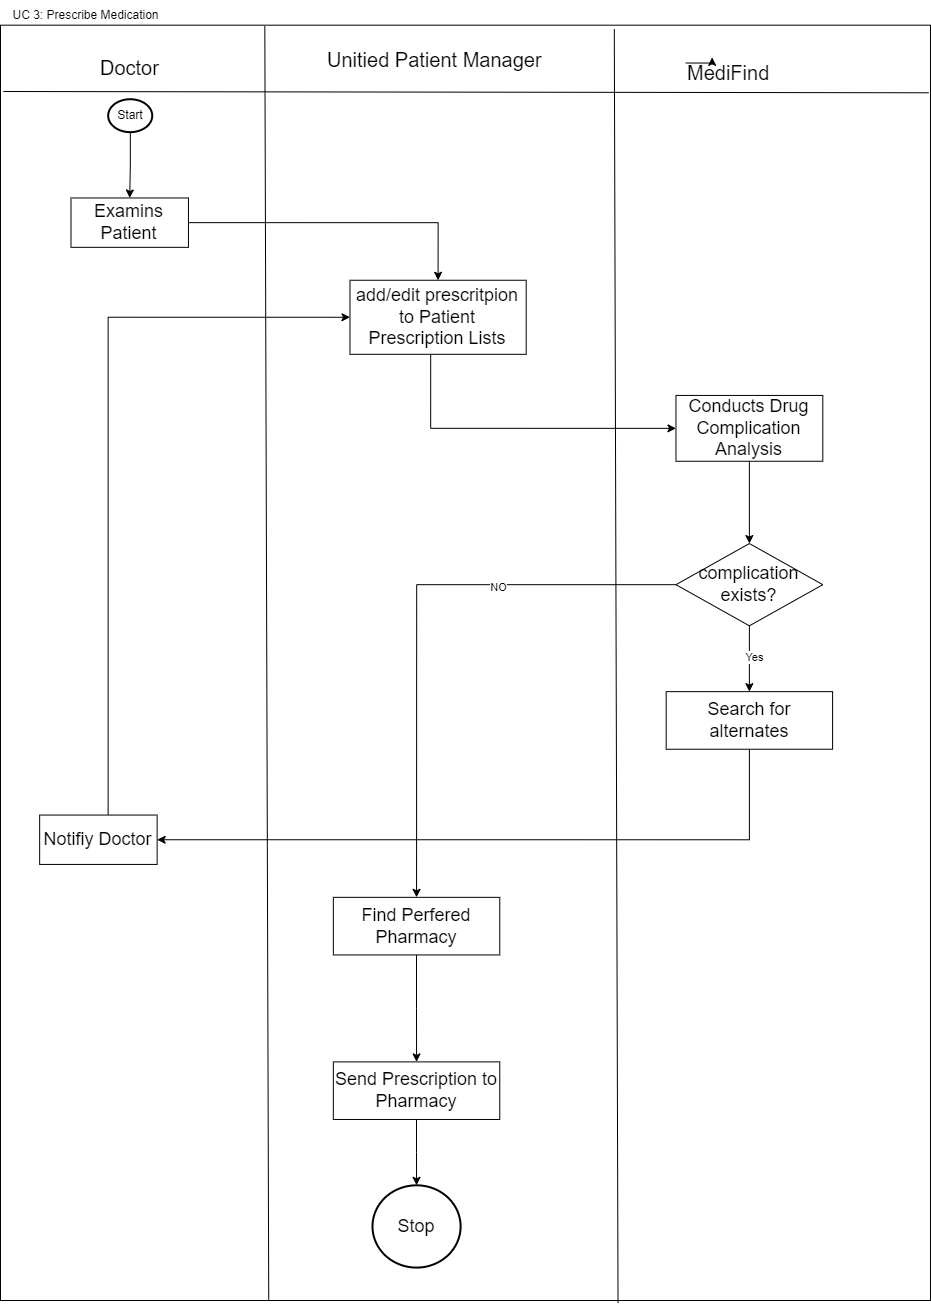 UC 3: Prescribe Medication
Doctor
Unitied Patient Manager
MediFind
Start
Examins
Patient
add/edit prescritpion
to Patient
Prescription Lists
Conducts Drug
Complication
Analysis
complication
exists?
NO
Yes
Search for
alternates
Notifiy Doctor
Find Perfered
Pharmacy
Send Prescription to
Pharmacy
Stop